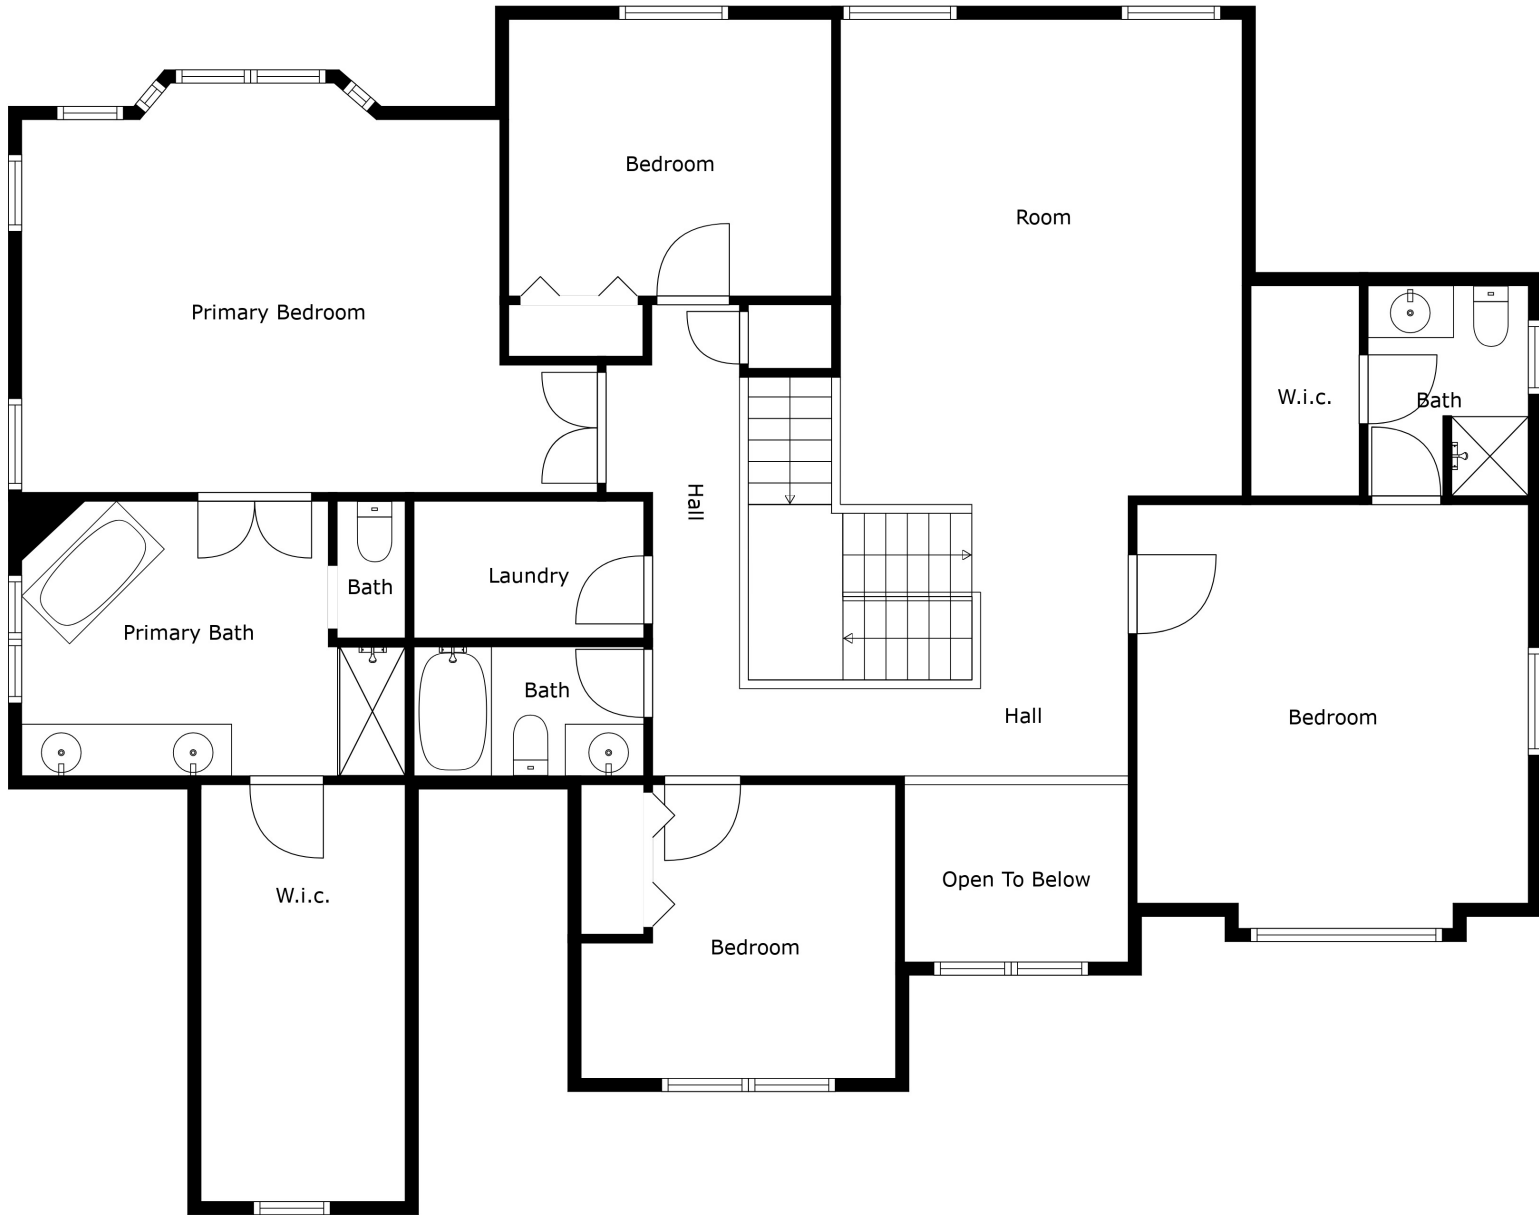 Bedroom
Room
Primary Bedroom
W.i.c.
Bath
Hall
Laundry
Bath
Primary Bath
Bath
Hall
Bedroom
Open To Below
W.i.c.
Bedroom